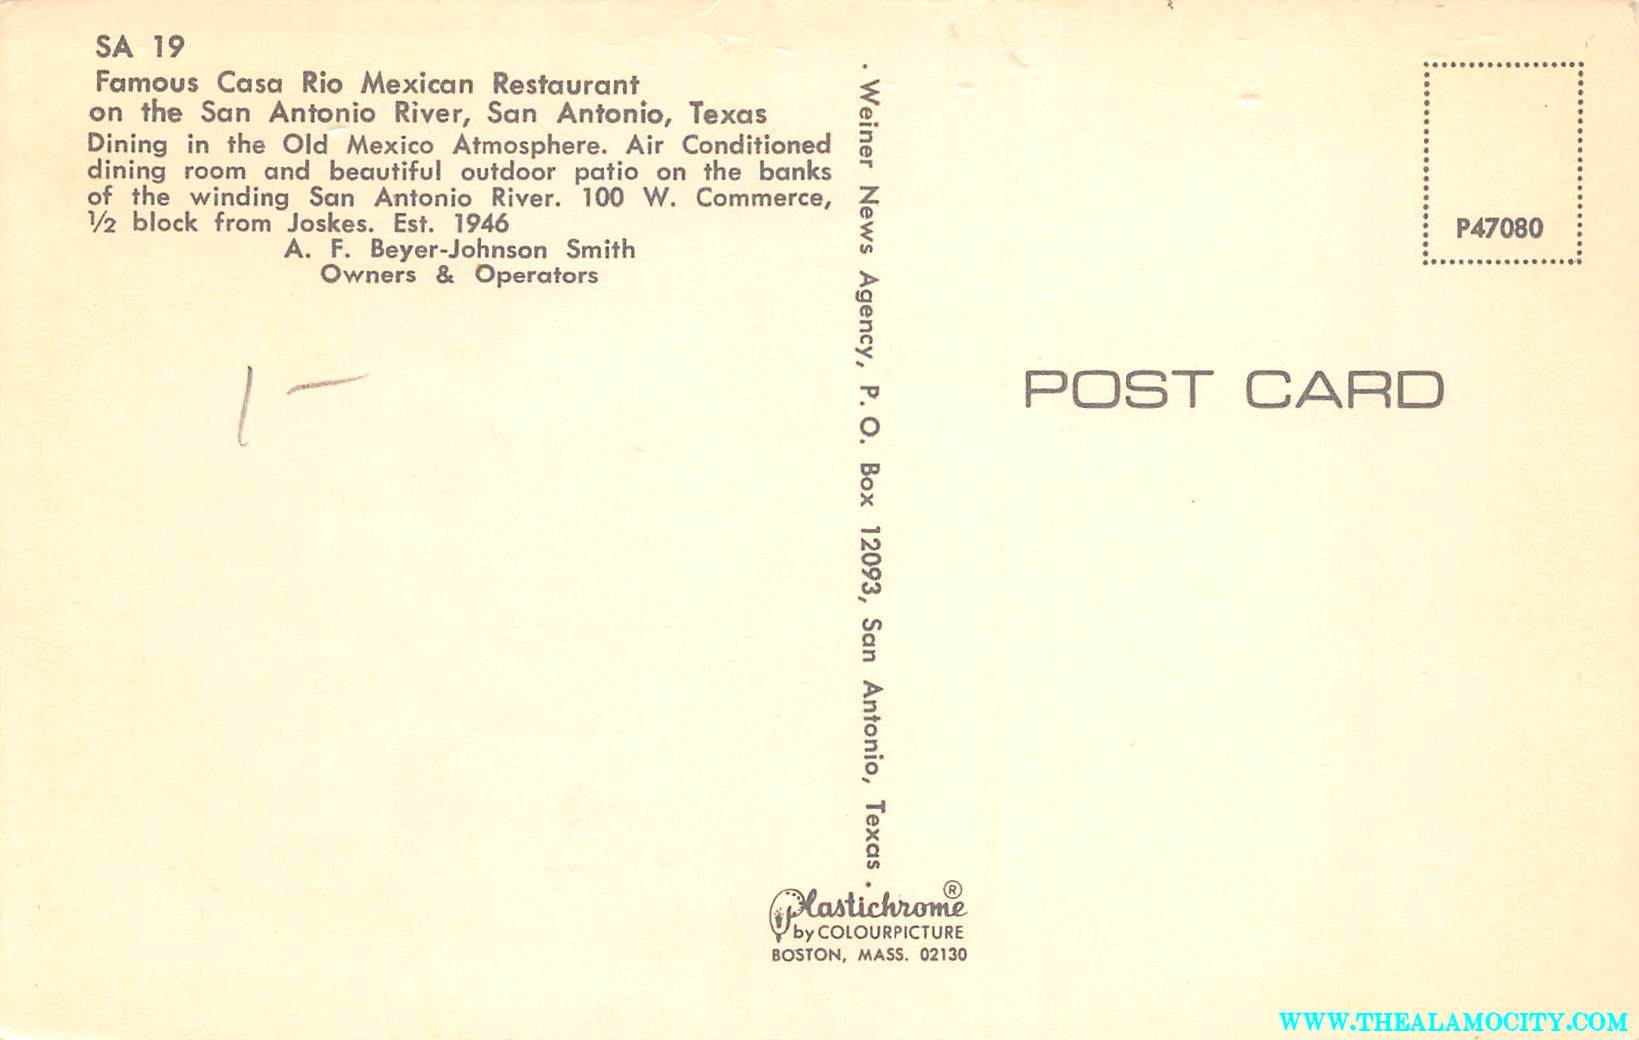 SA 19
Famous Casa Rio Mexican Restaurant
on the San Antonio River, San Antonio, Texas
Dining in the Old Mexico Atmosphere. Air Conditioned
dining room and beautiful outdoor patio on the banks
of the winding San Antonio River. 100 W. Commerce,
½ block from Joskes. Est. 1946
A. F. Beyer-Johnson Smith
Owners & Operators
1 –
• Weiner News Agency, P. O. Box 12093, San Antonio, Texas •
Plastichrome ®
by COLOURPICTURE
BOSTON, MASS. 02130
P47080
POST CARD
WWW.THEALAMOCITY.COM